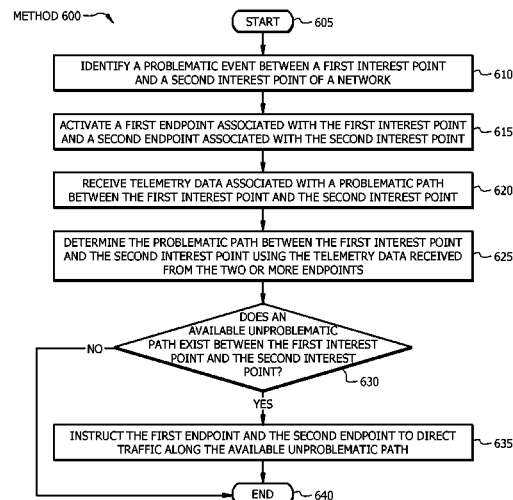 METHOD 600
START
605
IDENTIFY A PROBLEMATIC EVENT BETWEEN A FIRST INTEREST POINT
AND A SECOND INTEREST POINT OF A NETWORK
610
ACTIVATE A FIRST ENDPOINT ASSOCIATED WITH THE FIRST INTEREST POINT
AND A SECOND ENDPOINT ASSOCIATED WITH THE SECOND INTEREST POINT
615
RECEIVE TELEMETRY DATA ASSOCIATED WITH A PROBLEMATIC PATH
BETWEEN THE FIRST INTEREST POINT AND THE SECOND INTEREST POINT
620
DETERMINE THE PROBLEMATIC PATH BETWEEN THE FIRST INTEREST POINT
AND THE SECOND INTEREST POINT USING THE TELEMETRY DATA RECEIVED
FROM THE TWO OR MORE ENDPOINTS
625
DOES AN
AVAILABLE UNPROBLEMATIC
PATH EXIST BETWEEN THE FIRST INTEREST
POINT AND THE SECOND INTEREST
POINT?
NO
630
YES
INSTRUCT THE FIRST ENDPOINT AND THE SECOND ENDPOINT TO DIRECT
TRAFFIC ALONG THE AVAILABLE UNPROBLEMATIC PATH
635
END
640